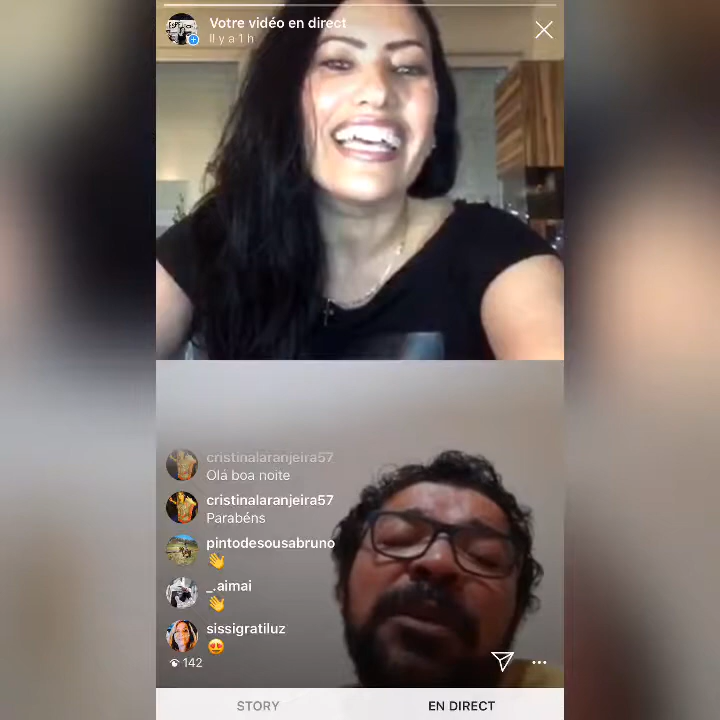 Votre vidéo en direct
Il y a 1 h
cristinalaranjeira57
Olá boa noite
cristinalaranjeira57
Parabéns
pintodesousabruno
👋
_.aimai
👋
sissigratiluz
😍
142
STORY EN DIRECT